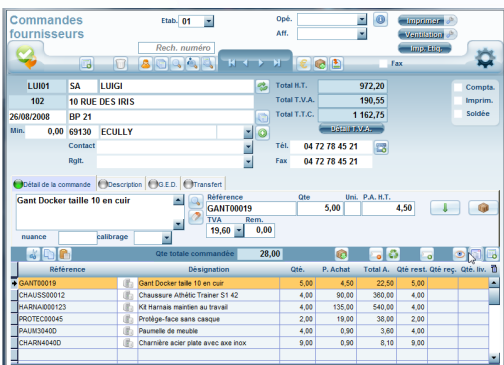 Commandes fournisseurs
Etab. 01
Opé.
Aff.
Imprimer
Ventilation
Imp. Etiq
Rech. numéro
Fax
LUI01 SA LUIGI
102 10 RUE DES IRIS
26/08/2008 BP 21
Min. 0,00 69130 ECULLY
Contact
Rglt.
Total H.T. 972,20
Total T.V.A. 190,55
Total T.T.C. 1 162,75
Détail T.V.A.
Tél. 04 72 78 45 21
Fax 04 72 78 45 21
Compta.
Imprim.
Soldée
Détail de la commande Description G.E.D. Transfert
Gant Docker taille 10 en cuir
nuance calibrage
Référence Qte Uni. P.A. H.T.
GANT00019 5,00 4,50
TVA Rem.
19,60 0,00
Qte totale commandée 28,00
Référence Désignation Qté. P. Achat Total A. Qté rest. Qté reç. Qté. liv.
GANT00019 Gant Docker taille 10 en cuir 5,00 4,50 22,50 5,00
CHAUSS00012 Chaussure Athétic Trainer S1 42 4,00 90,00 360,00 4,00
HARNAI000123 Kit Harnais maintien au travail 4,00 135,00 540,00 4,00
PROTEC00045 Protège-face sans casque 2,00 19,00 38,00 2,00
PAUM3040D Paumelle de meuble 4,00 0,90 3,60 4,00
CHARN4040D Charnière acier plate avec axe inox 9,00 0,90 8,10 9,00